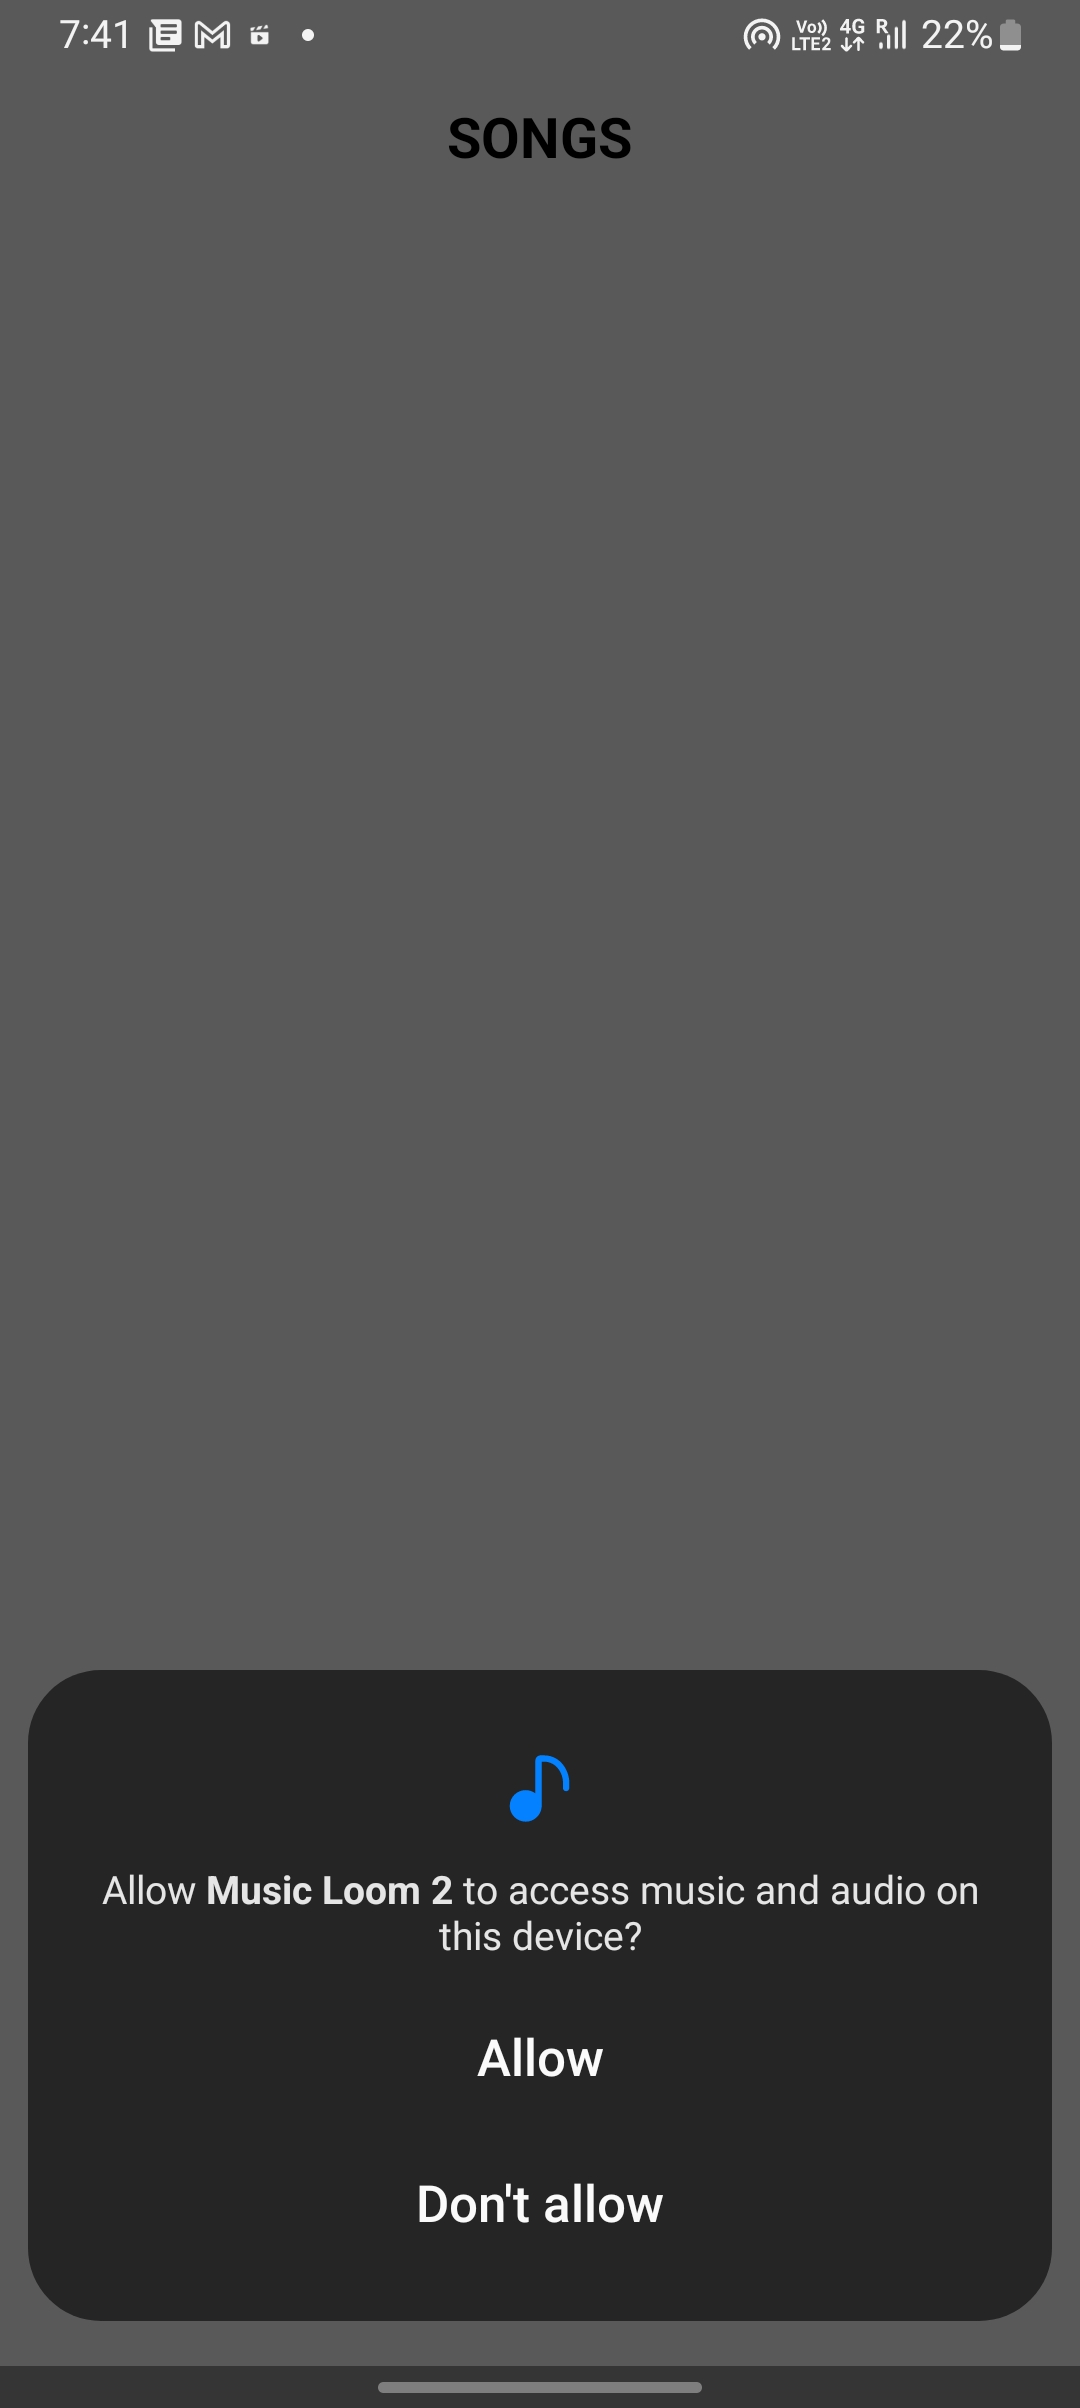 7:41
Vo)) 4G R 22%
LTE2
SONGS
Allow Music Loom 2 to access music and audio on
this device?
Allow
Don't allow